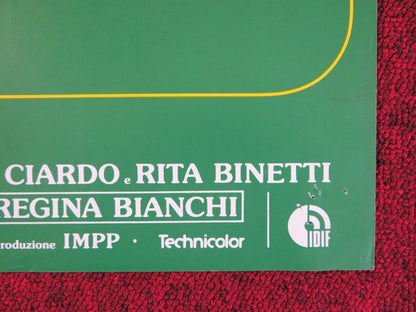 CIARDO e RITA BINETTI
REGINA BIANCHI
roduzione IMPP · Technicolor IDIF